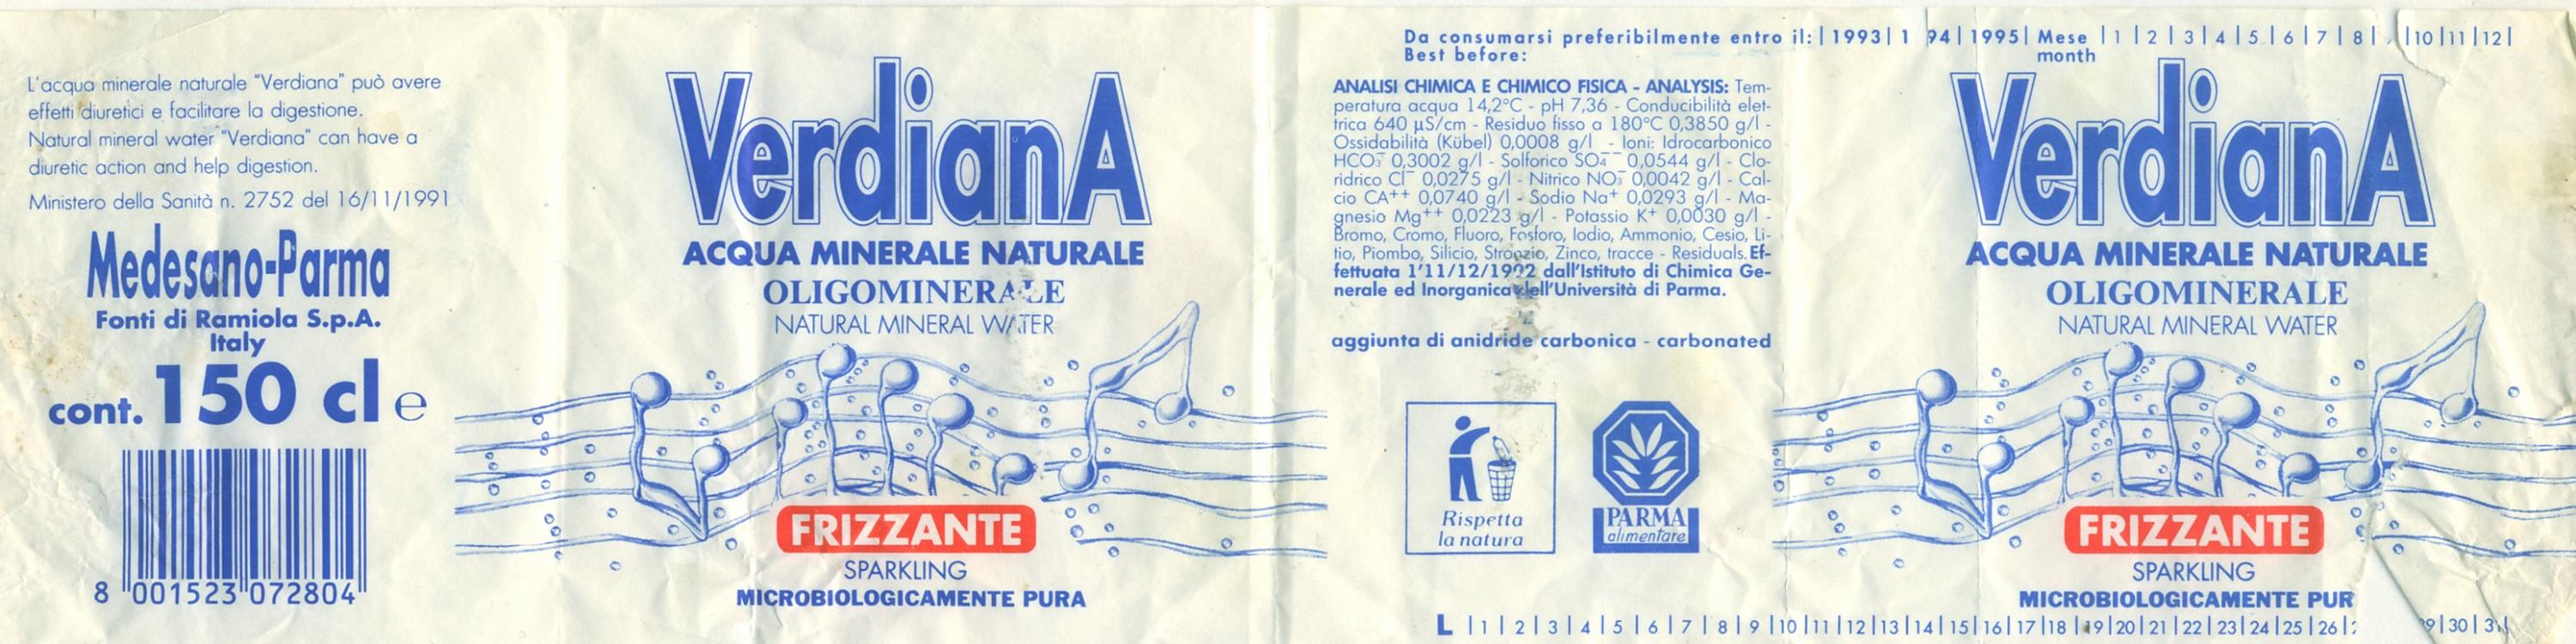 L'acqua minerale naturale "Verdiana" può avere
effetti diuretici e facilitare la digestione.
Natural mineral water "Verdiana" can have a
diuretic action and help digestion.
Ministero della Sanità n. 2752 del 16/11/1991
Medesano-Parma
Fonti di Ramiola S.p.A.
Italy
cont. 150 cl e
8 001523 072804
VerdianA
ACQUA MINERALE NATURALE
OLIGOMINERALE
NATURAL MINERAL WATER
FRIZZANTE
SPARKLING
MICROBIOLOGICAMENTE PURA
Da consumarsi preferibilmente entro il: | 1993 | 1 94 | 1995 | Mese | 1 | 2 | 3 | 4 | 5 | 6 | 7 | 8 | | 10 | 11 | 12 |
Best before: month
ANALISI CHIMICA E CHIMICO FISICA - ANALYSIS: Tem-
peratura acqua 14,2°C - pH 7,36 - Conducibilità elet-
trica 640 µS/cm - Residuo fisso a 180°C 0,3850 g/l -
Ossidabilità (Kübel) 0,0008 g/l - Ioni: Idrocarbonico
HCO₃⁻ 0,3002 g/l - Solforico SO₄⁻⁻ 0,0544 g/l - Clo-
ridrico Cl⁻ 0,0275 g/l - Nitrico NO₃⁻ 0,0042 g/l - Cal-
cio CA⁺⁺ 0,0740 g/l - Sodio Na⁺ 0,0293 g/l - Ma-
gnesio Mg⁺⁺ 0,0223 g/l - Potassio K⁺ 0,0030 g/l -
Bromo, Cromo, Fluoro, Fosforo, Iodio, Ammonio, Cesio, Li-
tio, Piombo, Silicio, Stronzio, Zinco, tracce - Residuals. Ef-
fettuata 1'11/12/1992 dall'Istituto di Chimica Ge-
nerale ed Inorganica dell'Università di Parma.
aggiunta di anidride carbonica - carbonated
Rispetta
la natura
PARMA
alimentare
L | 1 | 2 | 3 | 4 | 5 | 6 | 7 | 8 | 9 | 10 | 11 | 12 | 13 | 14 | 15 | 16 | 17 | 18 | 19 | 20 | 21 | 22 | 23 | 24 | 25 | 26 | 9 | 30 | 3
VerdianA
ACQUA MINERALE NATURALE
OLIGOMINERALE
NATURAL MINERAL WATER
FRIZZANTE
SPARKLING
MICROBIOLOGICAMENTE PUR